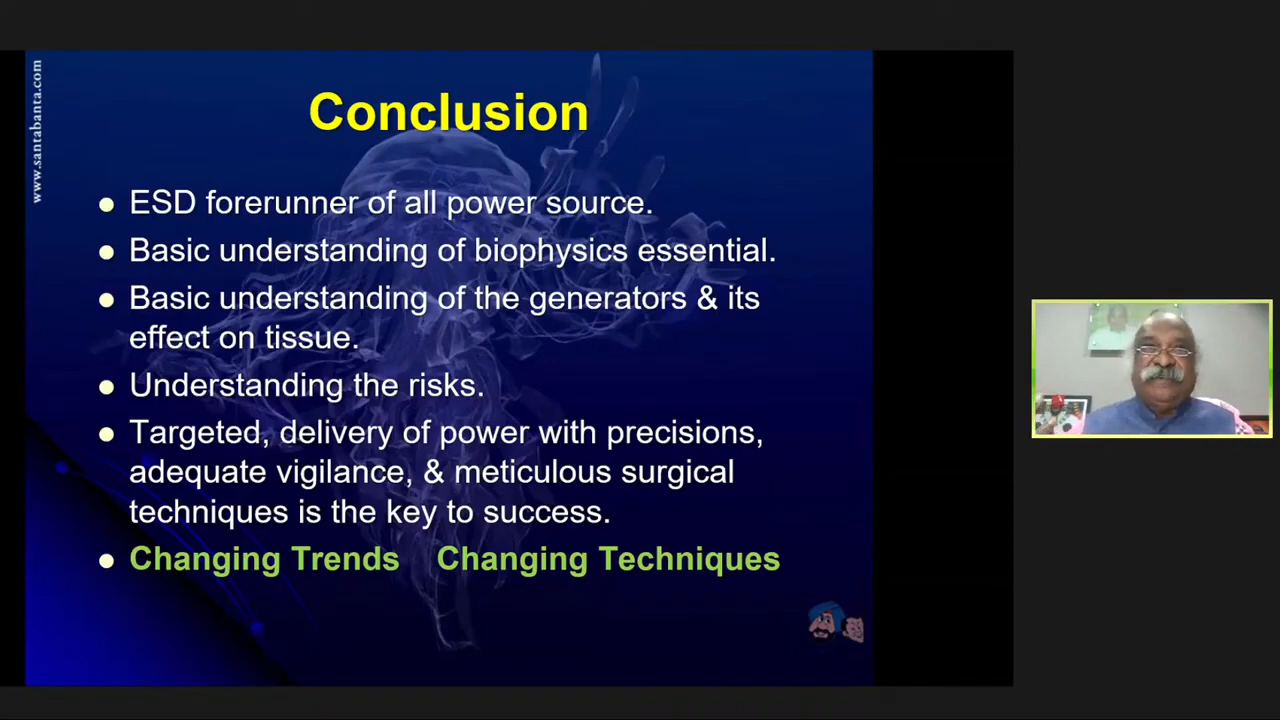 www.santabanta.com
Conclusion
ESD forerunner of all power source.
Basic understanding of biophysics essential.
Basic understanding of the generators & its
effect on tissue.
Understanding the risks.
Targeted, delivery of power with precisions,
adequate vigilance, & meticulous surgical
techniques is the key to success.
Changing Trends Changing Techniques